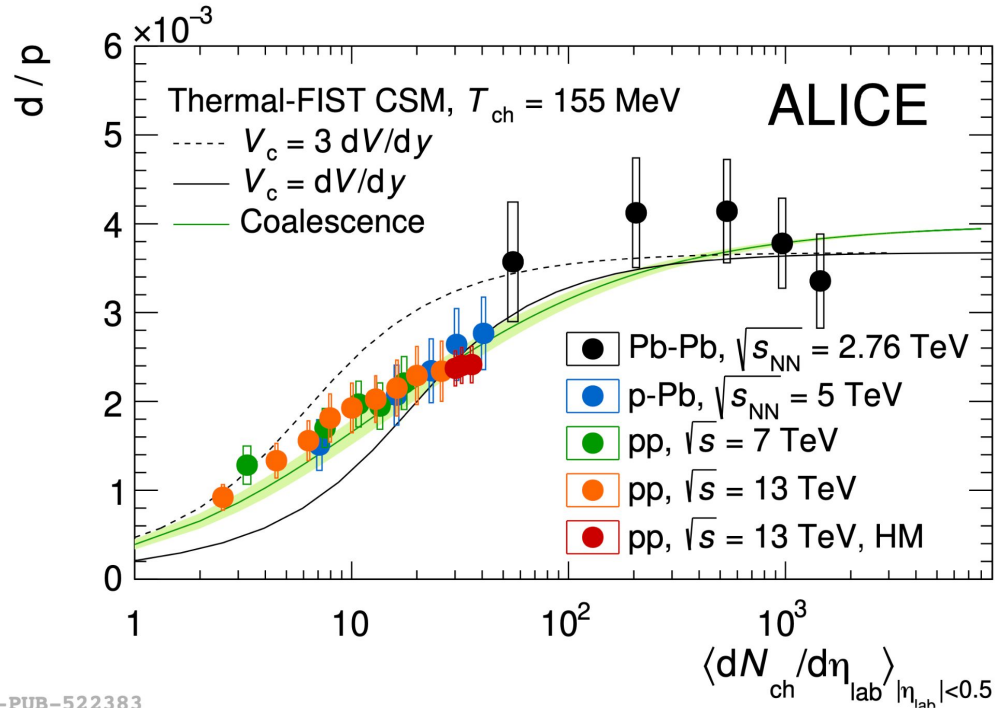 ×10⁻³
d / p
6
5
4
3
2
1
0
Thermal-FIST CSM, T_ch = 155 MeV
V_c = 3 dV/dy
V_c = dV/dy
Coalescence
ALICE
Pb-Pb, √s_NN = 2.76 TeV
p-Pb, √s_NN = 5 TeV
pp, √s = 7 TeV
pp, √s = 13 TeV
pp, √s = 13 TeV, HM
1 10 10² 10³
⟨dN_ch/dη_lab⟩_|η_lab|<0.5
-PUB-522383